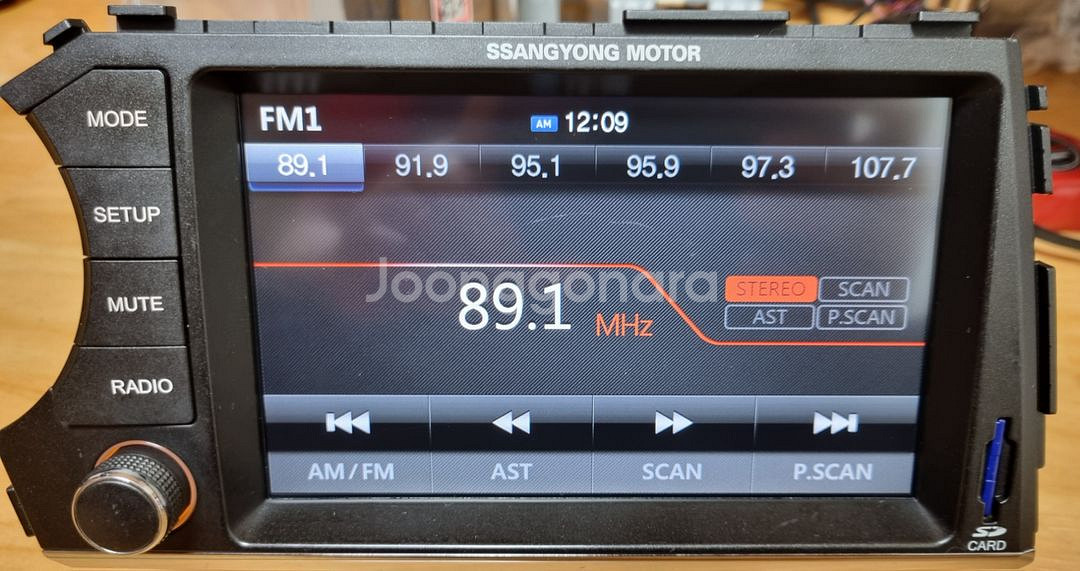 SSANGYONG MOTOR
MODE
SETUP
MUTE
RADIO
FM1
AM 12:09
89.1 91.9 95.1 95.9 97.3 107.7
Joonggonara
89.1 MHz
STEREO SCAN
AST P.SCAN
AM/FM AST SCAN P.SCAN
SD
CARD